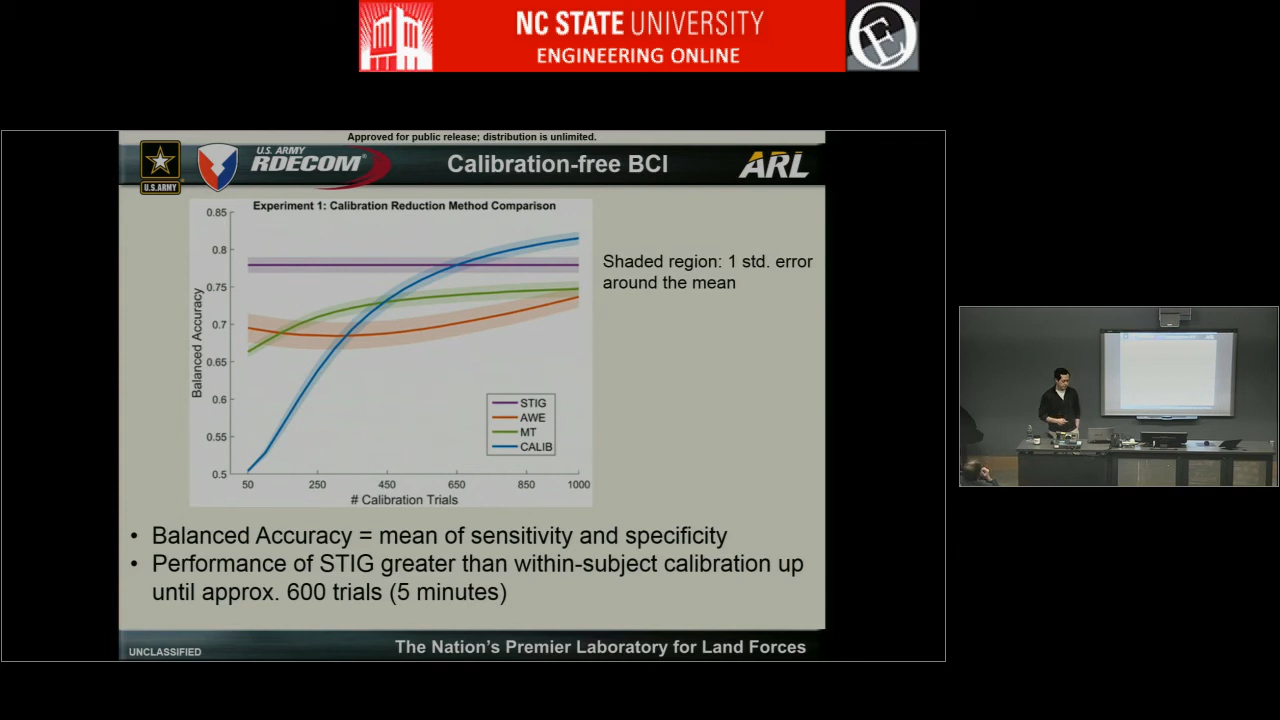 NC STATE UNIVERSITY
ENGINEERING ONLINE
E
Approved for public release; distribution is unlimited.
U.S. ARMY
U.S. ARMY
RDECOM®
Calibration-free BCI
ARL
Experiment 1: Calibration Reduction Method Comparison
0.85
0.8
0.75
0.7
0.65
0.6
0.55
0.5
Balanced Accuracy
STIG
AWE
MT
CALIB
50 250 450 650 850 1000
# Calibration Trials
Shaded region: 1 std. error
around the mean
• Balanced Accuracy = mean of sensitivity and specificity
• Performance of STIG greater than within-subject calibration up
until approx. 600 trials (5 minutes)
UNCLASSIFIED
The Nation's Premier Laboratory for Land Forces
ARL